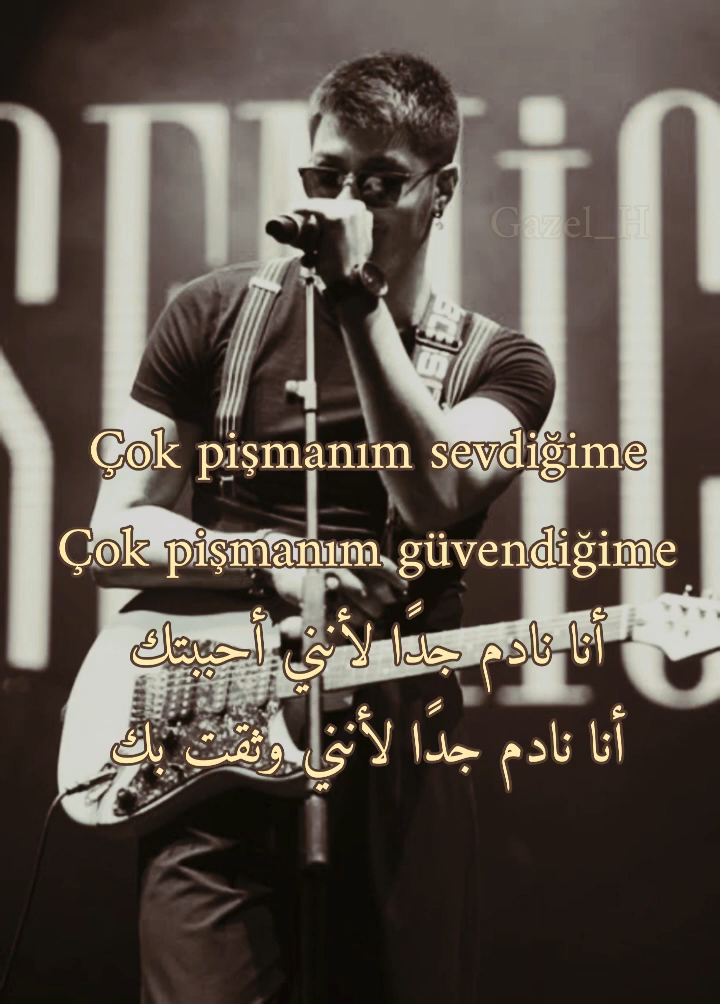 Gazel_H
Çok pişmanım sevdiğime
Çok pişmanım güvendiğime
أنا نادم جدًا لأنني أحببتك
أنا نادم جدًا لأنني وثقت بك